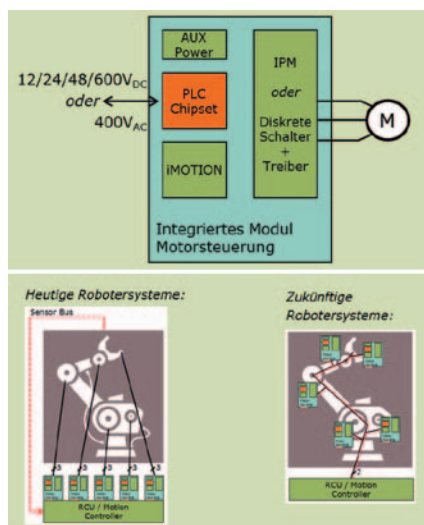 AUX
Power
12/24/48/600V_DC
oder
400V_AC
PLC
Chipset
iMOTION
IPM
oder
Diskrete
Schalter
+
Treiber
M
Integriertes Modul
Motorsteuerung
Heutige Robotersysteme:
Sensor Bus
3 3 3 3 3
RCU / Motion
Controller
Zukünftige
Robotersysteme:
2
RCU / Motion
Controller